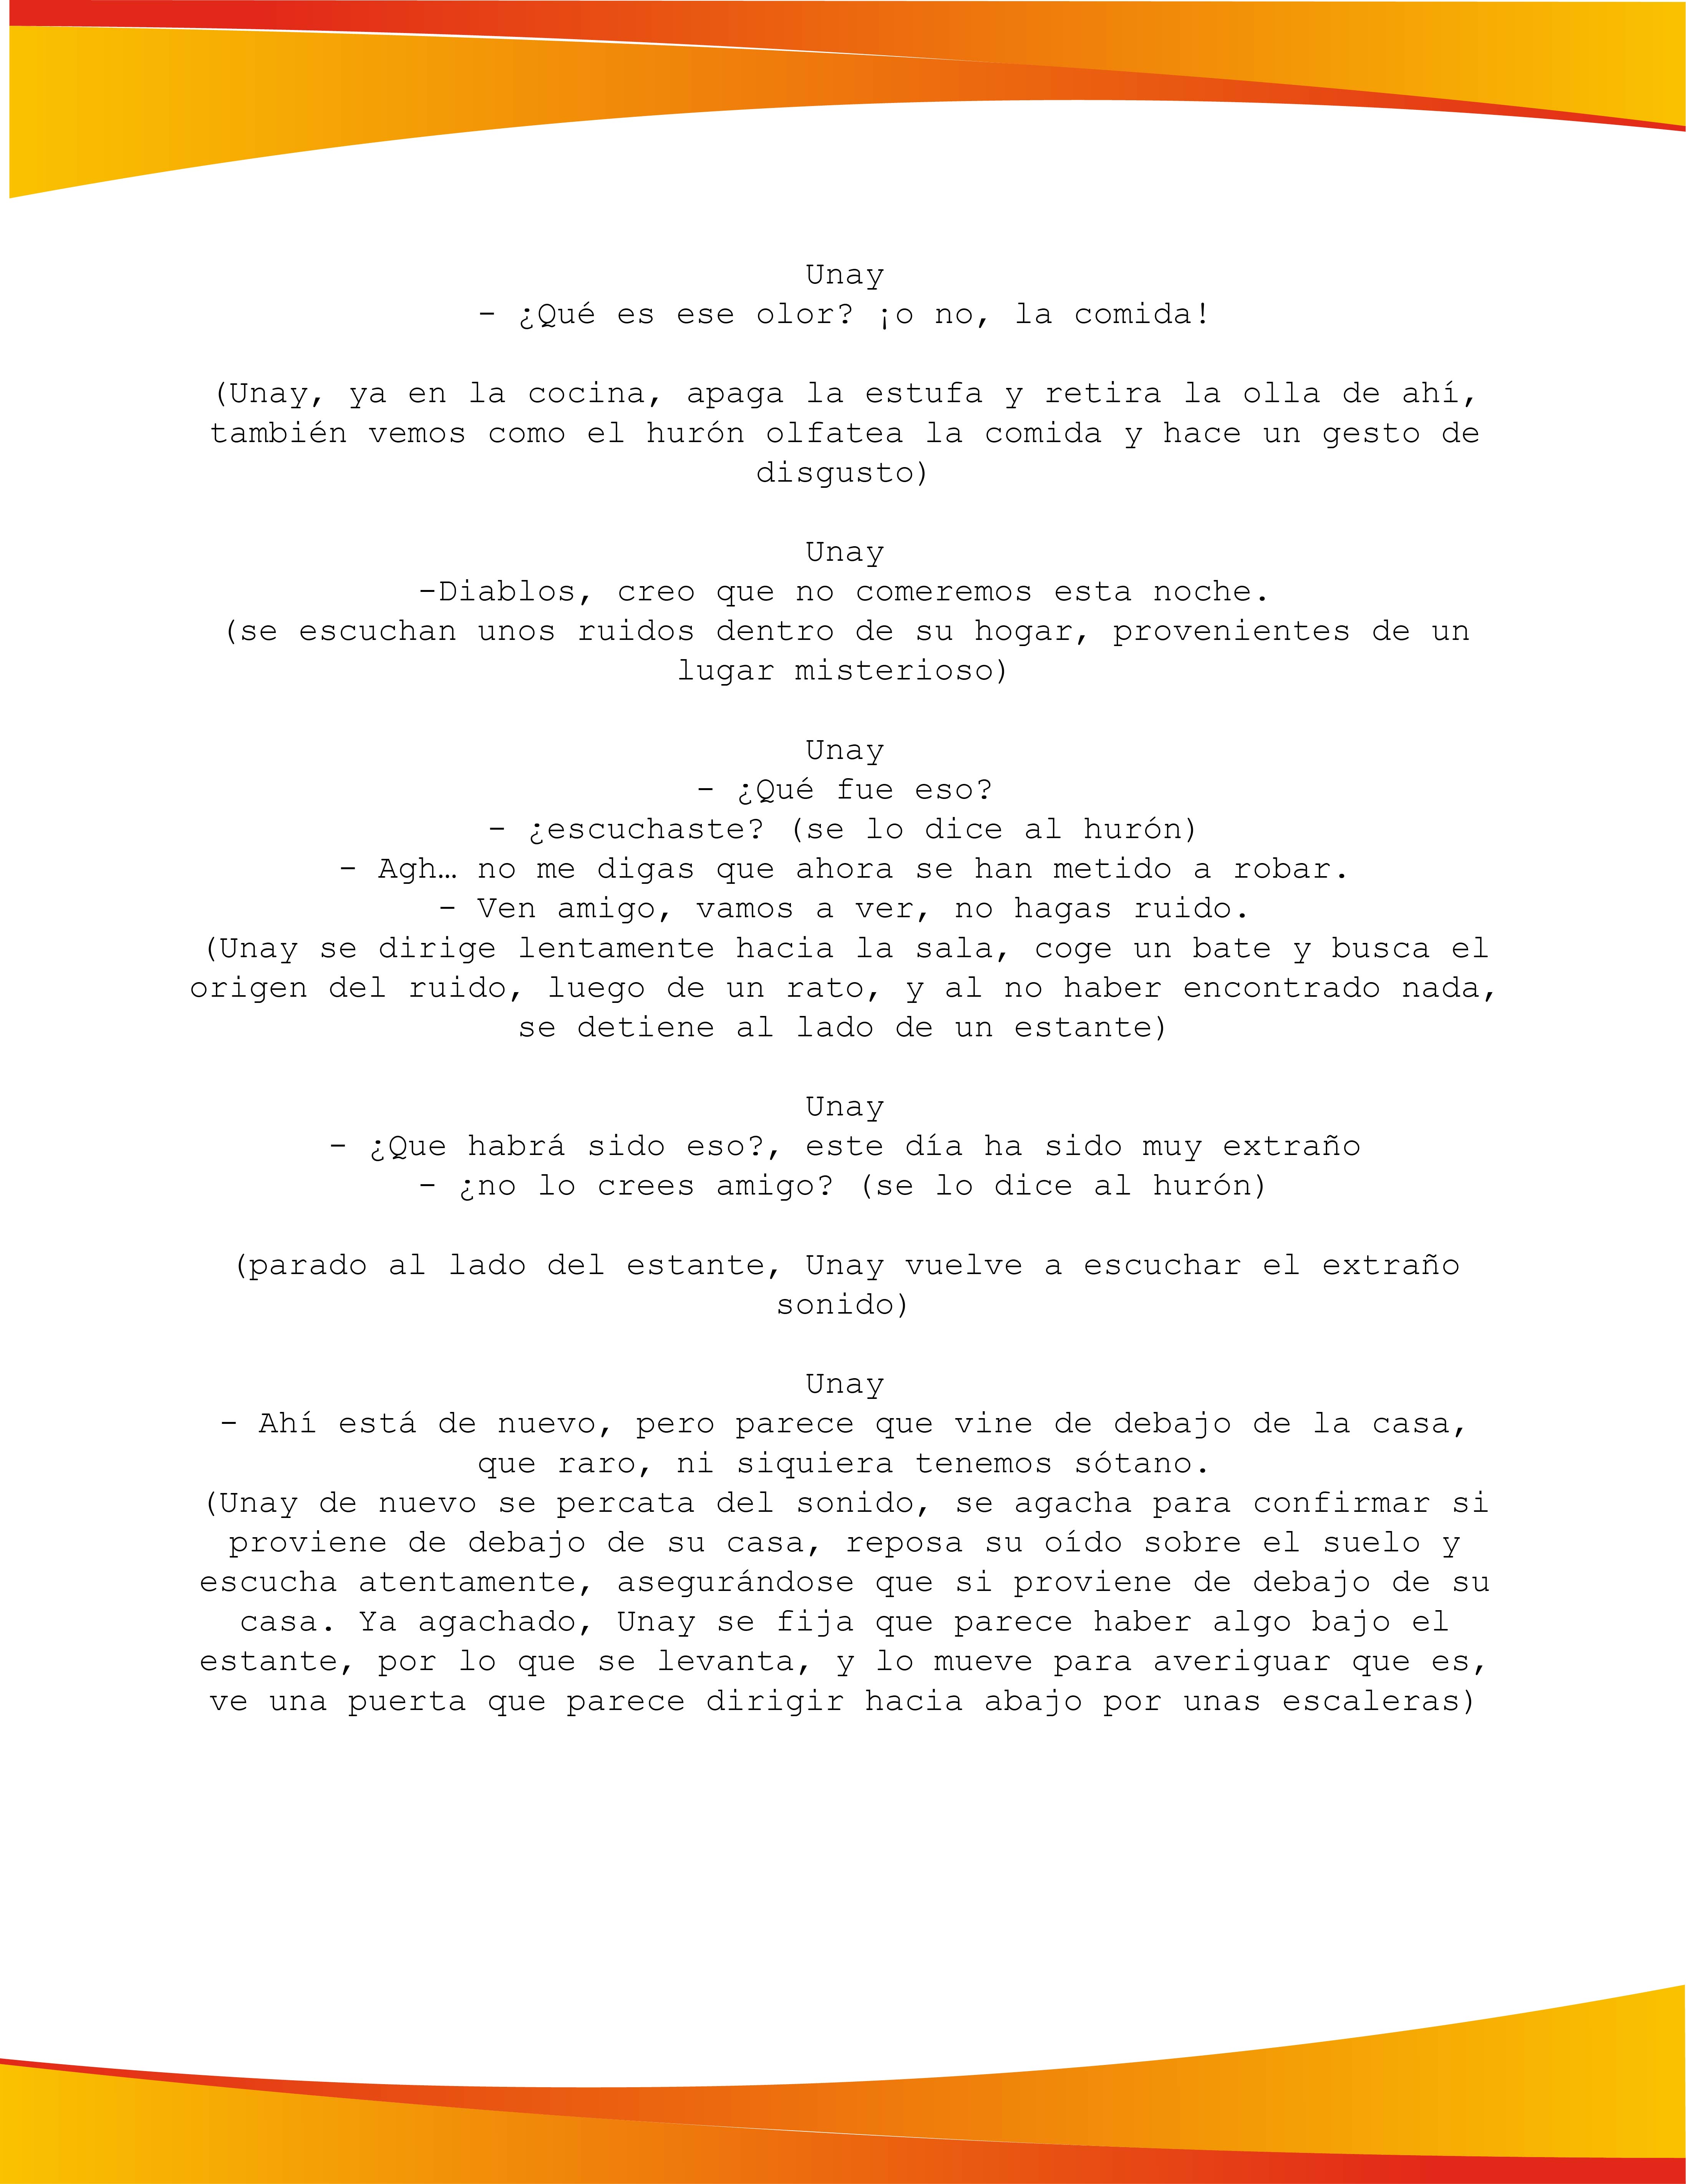 Unay
- ¿Qué es ese olor? ¡o no, la comida!
(Unay, ya en la cocina, apaga la estufa y retira la olla de ahí,
también vemos como el hurón olfatea la comida y hace un gesto de
disgusto)
Unay
-Diablos, creo que no comeremos esta noche.
(se escuchan unos ruidos dentro de su hogar, provenientes de un
lugar misterioso)
Unay
- ¿Qué fue eso?
- ¿escuchaste? (se lo dice al hurón)
- Agh… no me digas que ahora se han metido a robar.
- Ven amigo, vamos a ver, no hagas ruido.
(Unay se dirige lentamente hacia la sala, coge un bate y busca el
origen del ruido, luego de un rato, y al no haber encontrado nada,
se detiene al lado de un estante)
Unay
- ¿Que habrá sido eso?, este día ha sido muy extraño
- ¿no lo crees amigo? (se lo dice al hurón)
(parado al lado del estante, Unay vuelve a escuchar el extraño
sonido)
Unay
- Ahí está de nuevo, pero parece que vine de debajo de la casa,
que raro, ni siquiera tenemos sótano.
(Unay de nuevo se percata del sonido, se agacha para confirmar si
proviene de debajo de su casa, reposa su oído sobre el suelo y
escucha atentamente, asegurándose que si proviene de debajo de su
casa. Ya agachado, Unay se fija que parece haber algo bajo el
estante, por lo que se levanta, y lo mueve para averiguar que es,
ve una puerta que parece dirigir hacia abajo por unas escaleras)